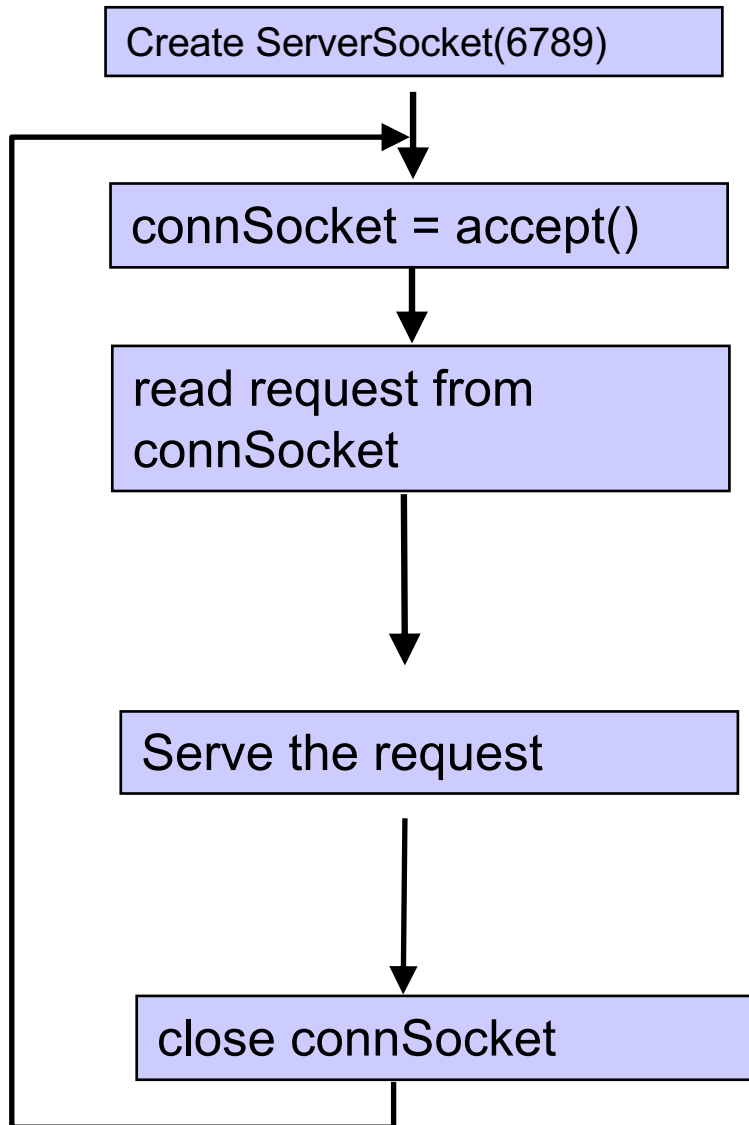 Create ServerSocket(6789)
connSocket = accept()
read request from
connSocket
Serve the request
close connSocket